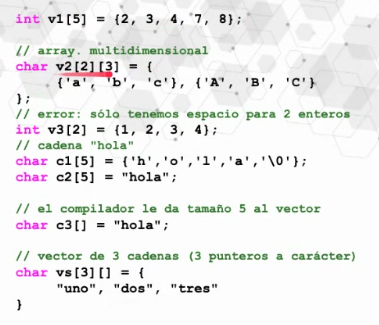 int v1[5] = {2, 3, 4, 7, 8};
// array. multidimensional
char v2[2][3] = {
{'a', 'b', 'c'}, {'A', 'B', 'C'}
};
// error: sólo tenemos espacio para 2 enteros
int v3[2] = {1, 2, 3, 4};
// cadena "hola"
char c1[5] = {'h','o','l','a','\0'};
char c2[5] = "hola";
// el compilador le da tamaño 5 al vector
char c3[] = "hola";
// vector de 3 cadenas (3 punteros a carácter)
char vs[3][] = {
"uno", "dos", "tres"
}